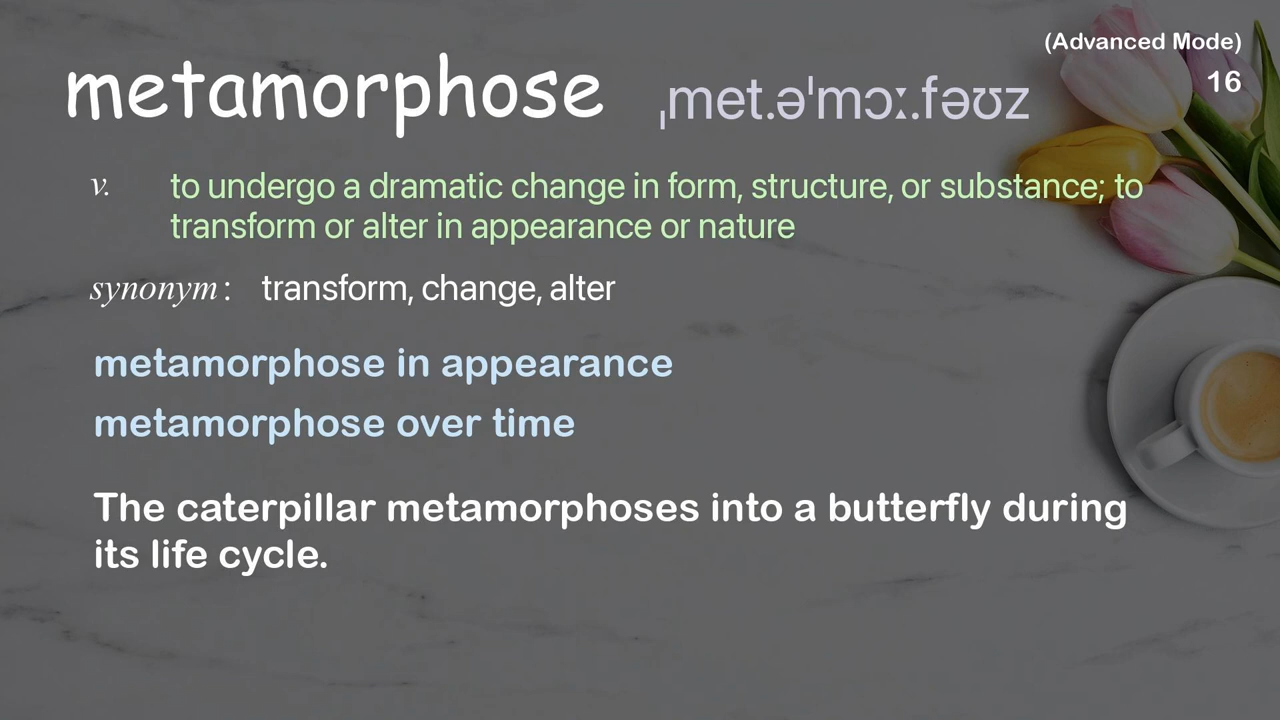 (Advanced Mode)
metamorphose ˌmet.əˈmɔː.fəʊz
16
v. to undergo a dramatic change in form, structure, or substance; to
transform or alter in appearance or nature
synonym : transform, change, alter
metamorphose in appearance
metamorphose over time
The caterpillar metamorphoses into a butterfly during
its life cycle.